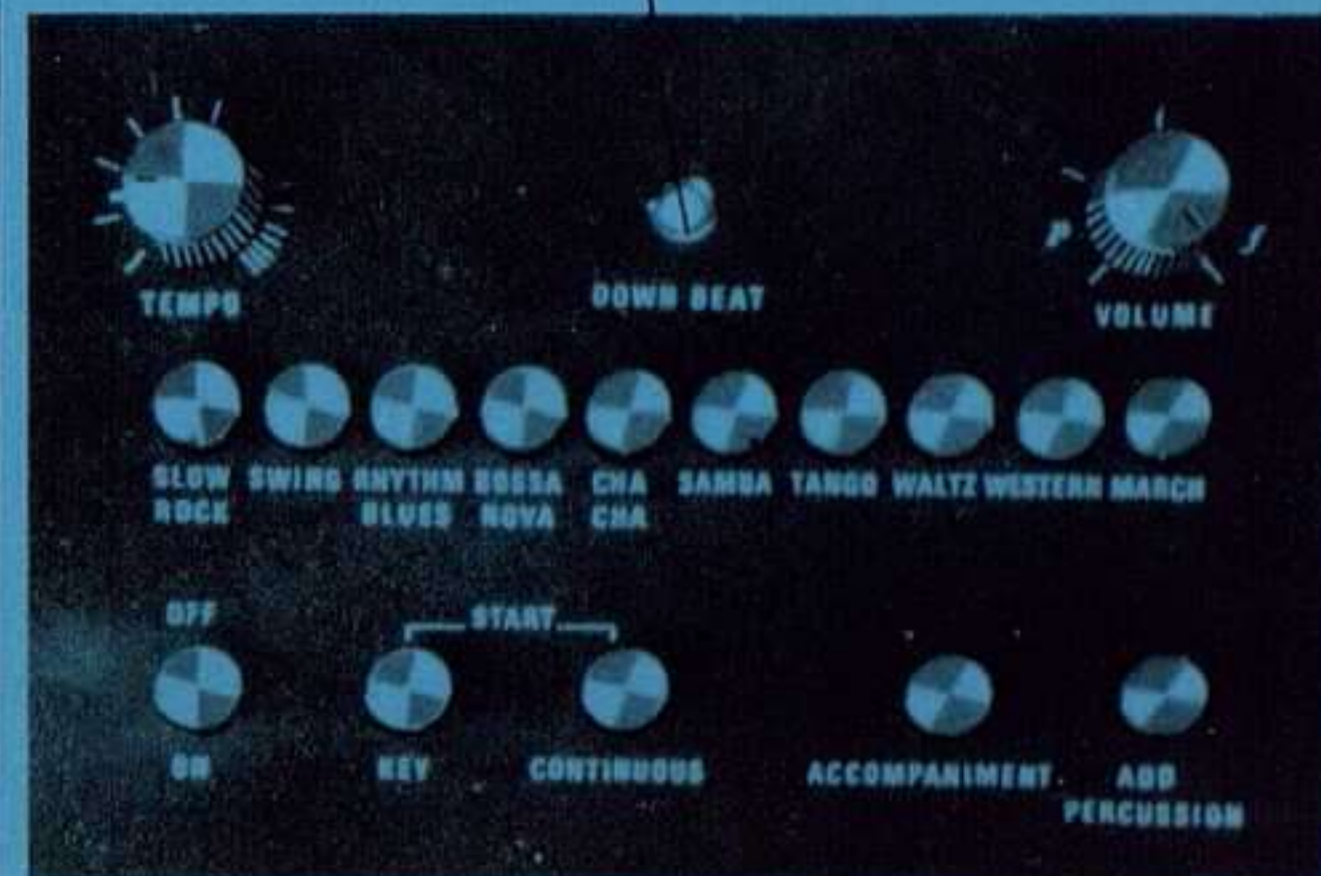 P
TEMPO
DOWN BEAT
VOLUME
SLOW ROCK
SWING
RHYTHM BLUES
BOSSA NOVA
CHA CHA
SAMBA
TANGO
WALTZ
WESTERN
MARCH
OFF
START
ON
KEY
CONTINUOUS
ACCOMPANIMENT
ADD
PERCUSSION